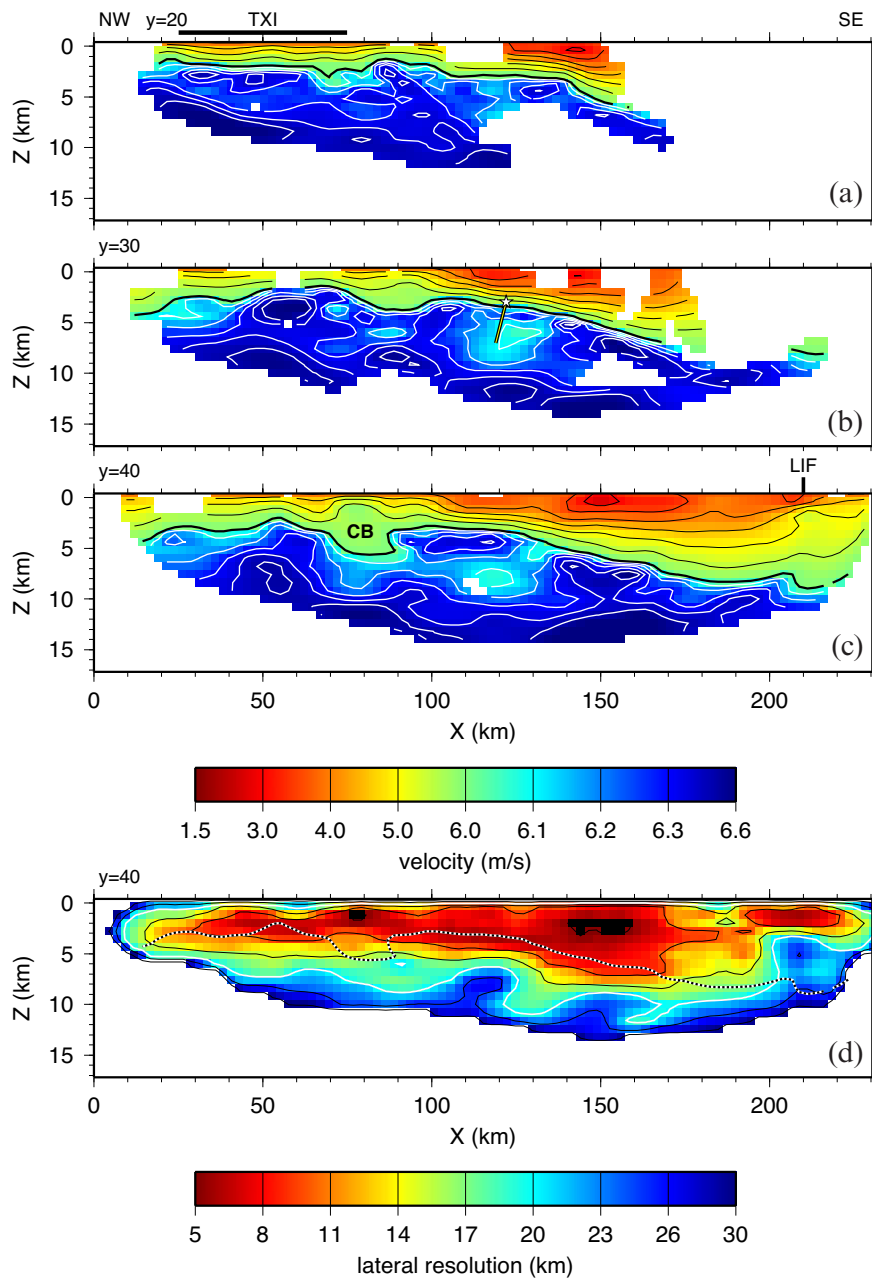 NW y=20 TXI SE
0
5
10
15
Z (km)
(a)
y=30
0
5
10
15
Z (km)
(b)
y=40 LIF
0
5
10
15
Z (km)
CB
(c)
0 50 100 150 200
X (km)
1.5 3.0 4.0 5.0 6.0 6.1 6.2 6.3 6.6
velocity (m/s)
y=40
0
5
10
15
Z (km)
(d)
0 50 100 150 200
X (km)
5 8 11 14 17 20 23 26 30
lateral resolution (km)